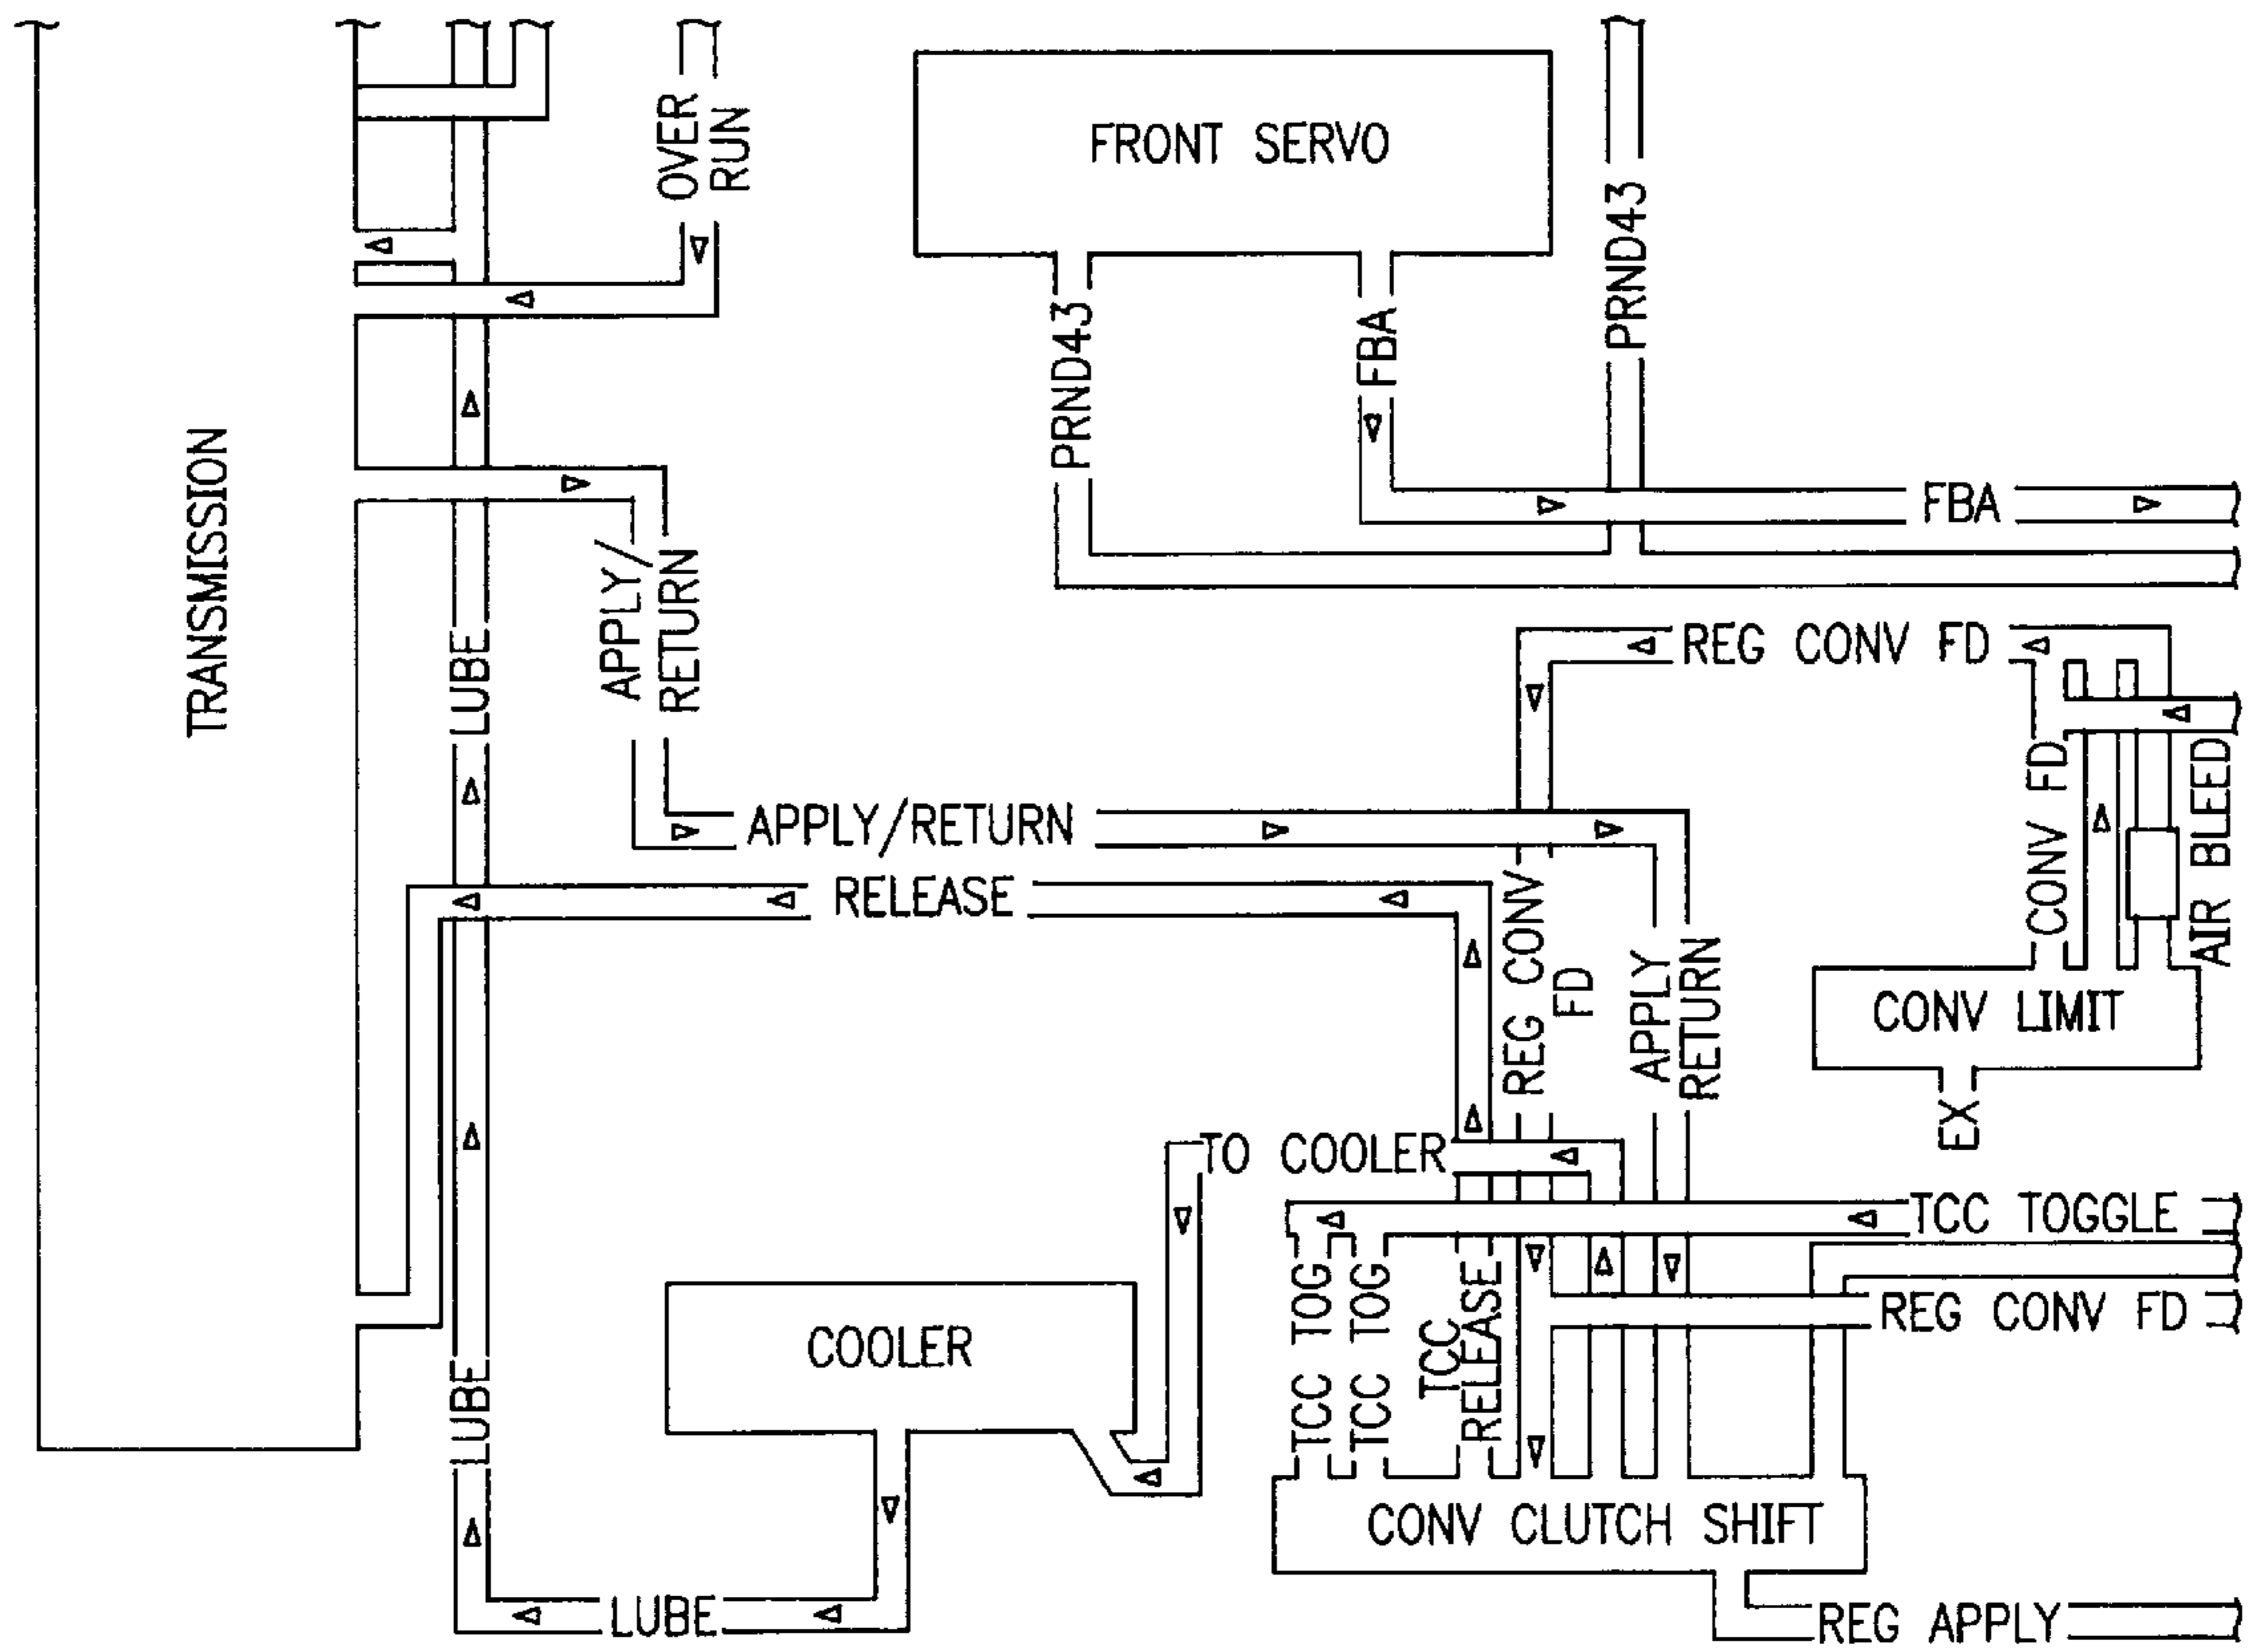 OVER
RUN
FRONT SERVO
PRND43
PRND43
FBA
FBA
TRANSMISSION
LUBE
APPLY/
RETURN
REG CONV FD
CONV FD
AIR BLEED
APPLY/RETURN
RELEASE
REG CONV
FD
APPLY
RETURN
CONV LIMIT
EX
TO COOLER
TCC TOGGLE
REG CONV FD
TCC TOG
TCC TOG
TCC
RELEASE
COOLER
LUBE
CONV CLUTCH SHIFT
LUBE
REG APPLY